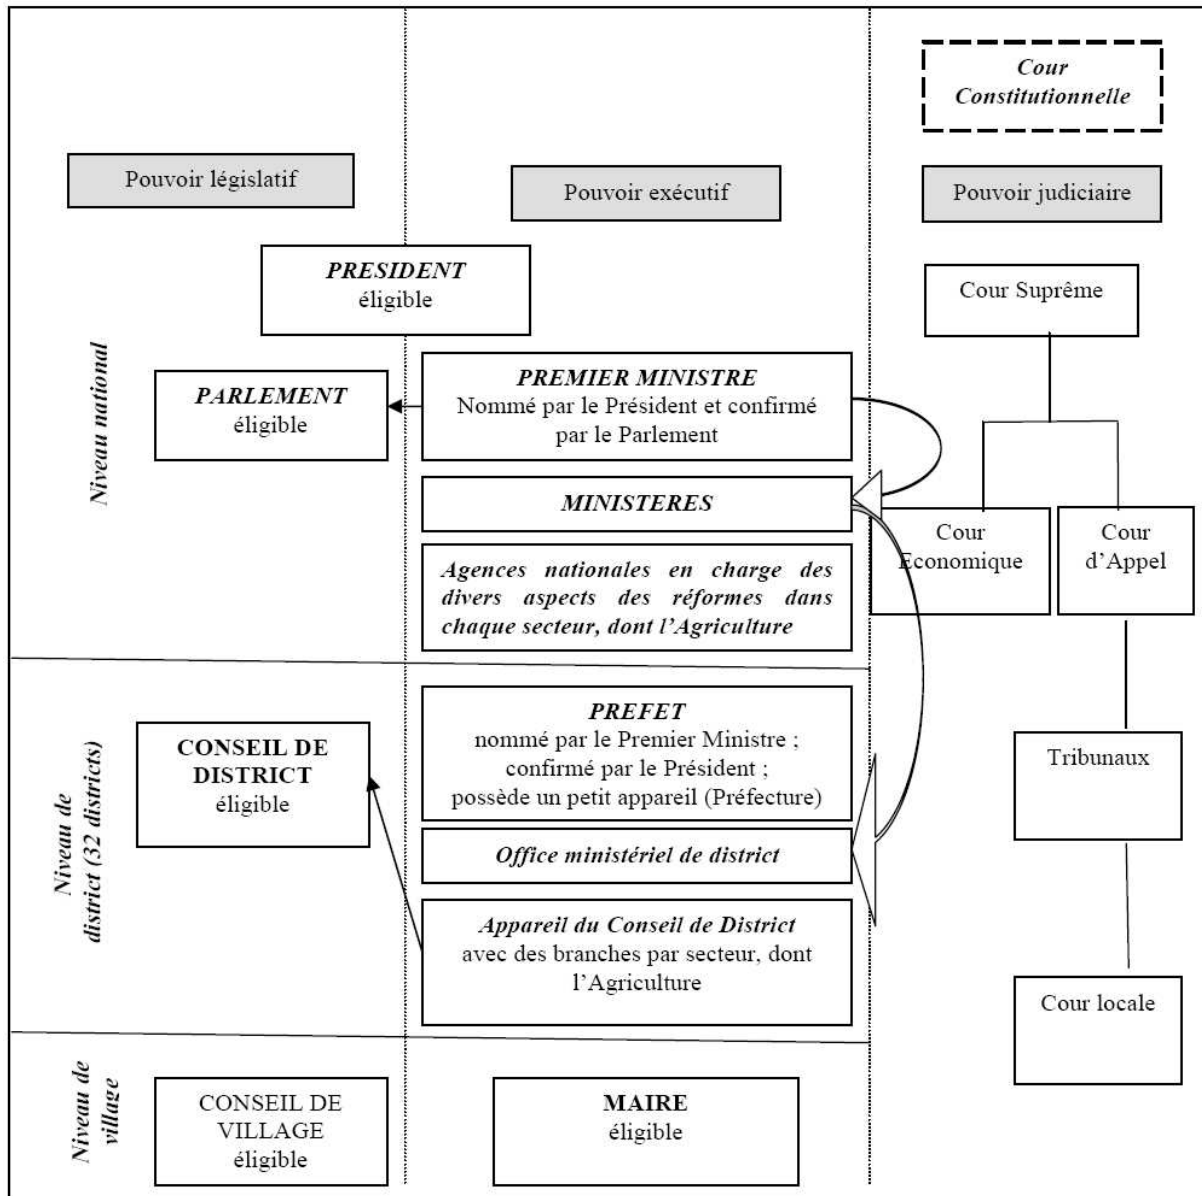 Cour
Constitutionnelle
Pouvoir législatif
Pouvoir exécutif
Pouvoir judiciaire
PRESIDENT
éligible
Cour Suprême
Niveau national
PARLEMENT
éligible
PREMIER MINISTRE
Nommé par le Président et confirmé
par le Parlement
MINISTERES
Cour
Economique
Cour
d'Appel
Agences nationales en charge des
divers aspects des réformes dans
chaque secteur, dont l'Agriculture
Niveau de
district (32 districts)
CONSEIL DE
DISTRICT
éligible
PREFET
nommé par le Premier Ministre ;
confirmé par le Président ;
possède un petit appareil (Préfecture)
Tribunaux
Office ministériel de district
Appareil du Conseil de District
avec des branches par secteur, dont
l'Agriculture
Cour locale
Niveau de
village
CONSEIL DE
VILLAGE
éligible
MAIRE
éligible